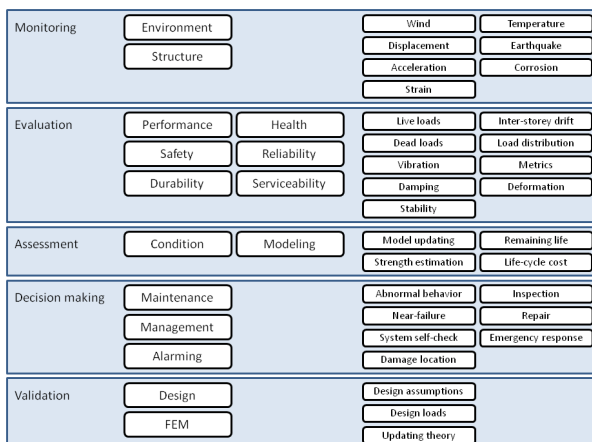 Monitoring Environment Wind Temperature
Structure Displacement Earthquake
Acceleration Corrosion
Strain
Evaluation Performance Health Live loads Inter-storey drift
Safety Reliability Dead loads Load distribution
Durability Serviceability Vibration Metrics
Damping Deformation
Stability
Assessment Condition Modeling Model updating Remaining life
Strength estimation Life-cycle cost
Decision making Maintenance Abnormal behavior Inspection
Management Near-failure Repair
Alarming System self-check Emergency response
Damage location
Validation Design Design assumptions
FEM Design loads
Updating theory